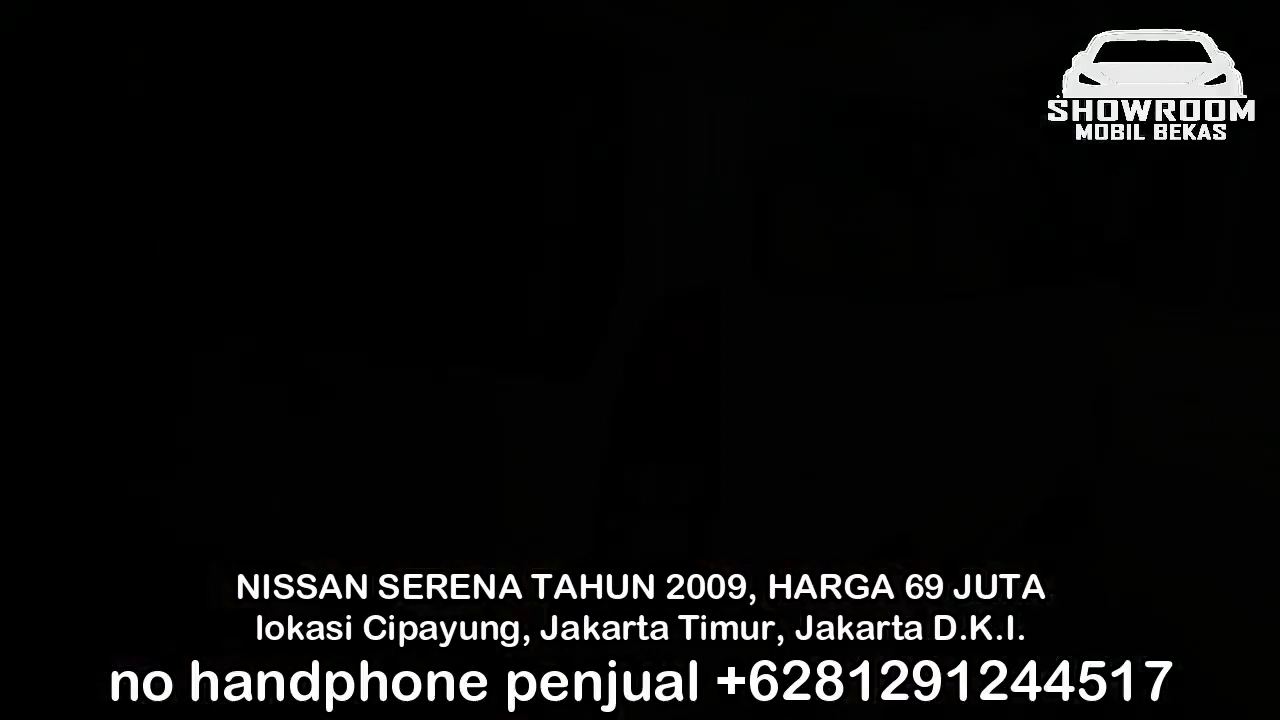 SHOWROOM
MOBIL BEKAS
NISSAN SERENA TAHUN 2009, HARGA 69 JUTA
lokasi Cipayung, Jakarta Timur, Jakarta D.K.I.
no handphone penjual +6281291244517